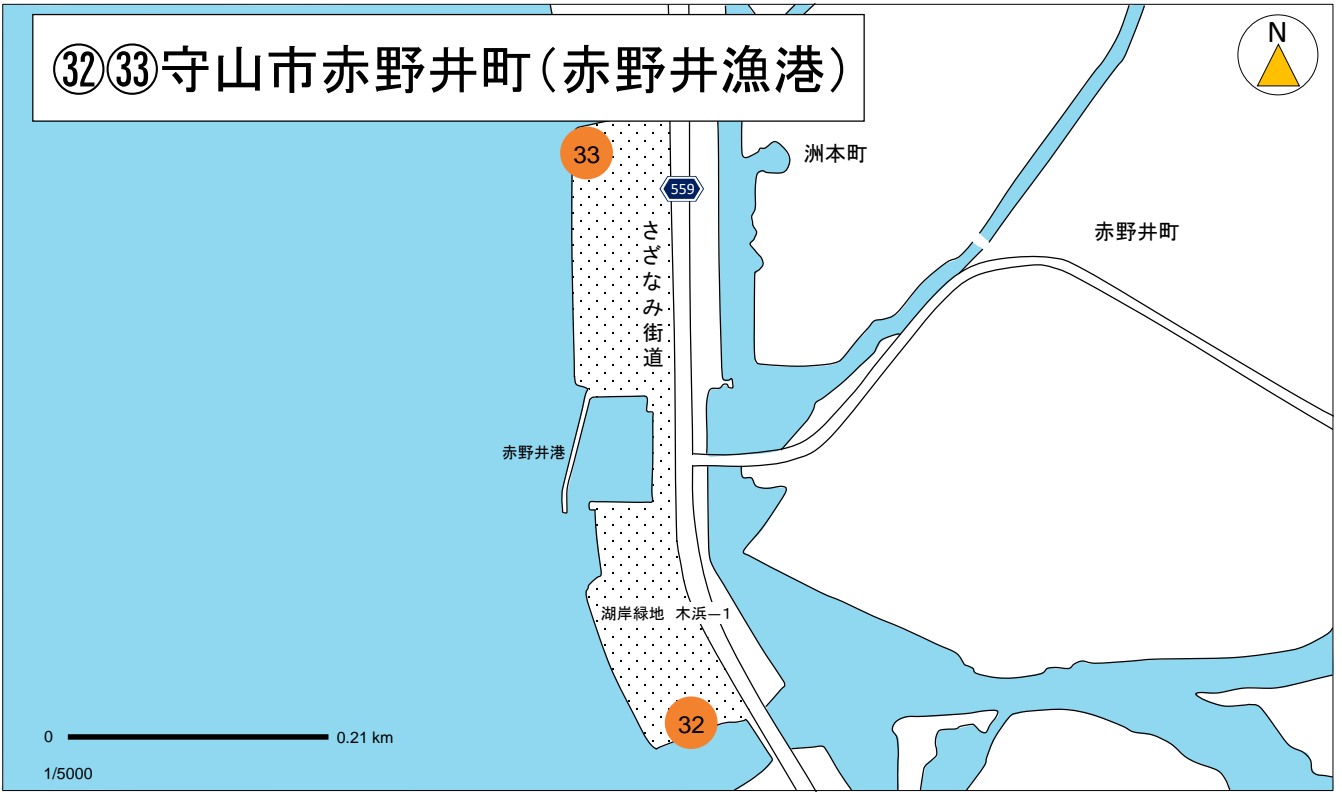 ㉜㉝守山市赤野井町（赤野井漁港）
N
33
洲本町
559
赤野井町
さざなみ街道
赤野井港
湖岸緑地 木浜―1
32
0 0.21 km
1/5000